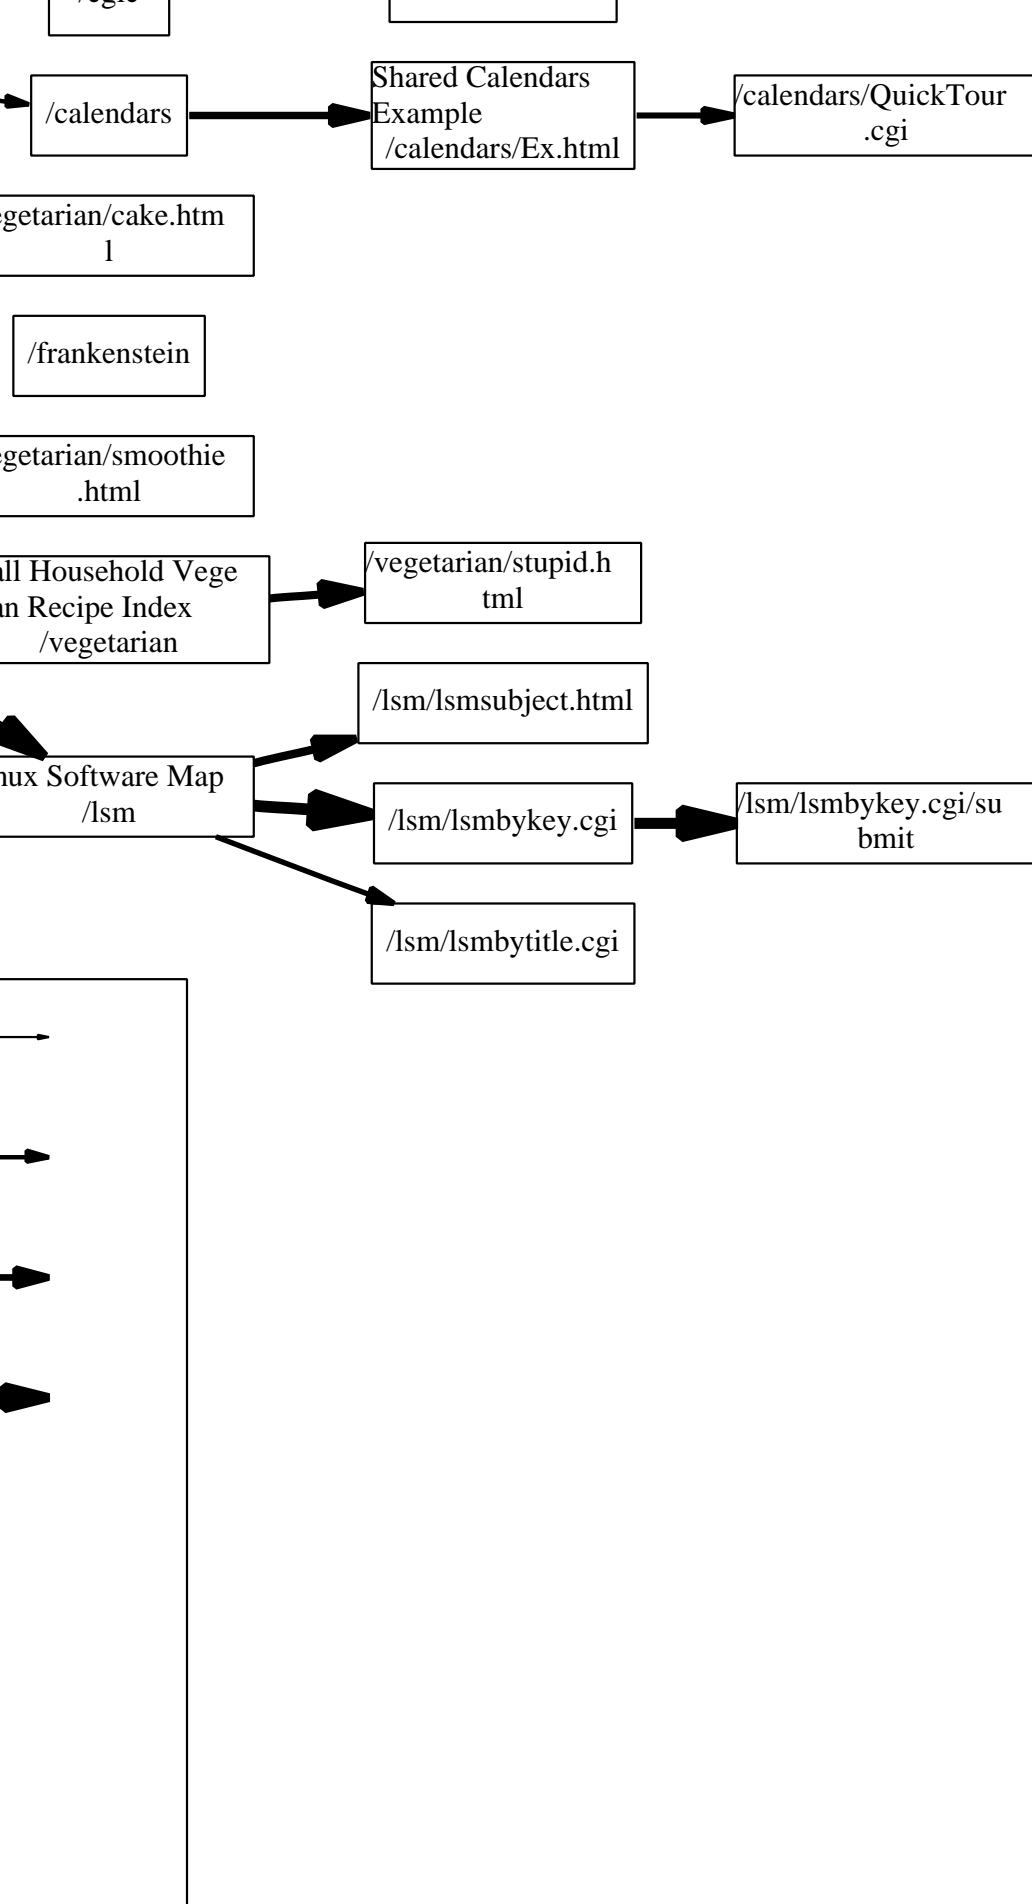 /calendars
Shared Calendars
Example
/calendars/Ex.html
/calendars/QuickTour
.cgi
egetarian/cake.htm
l
/frankenstein
egetarian/smoothie
.html
all Household Vege
an Recipe Index
/vegetarian
/vegetarian/stupid.h
tml
/lsm/lsmsubject.html
nux Software Map
/lsm
/lsm/lsmbykey.cgi
/lsm/lsmbykey.cgi/su
bmit
/lsm/lsmbytitle.cgi